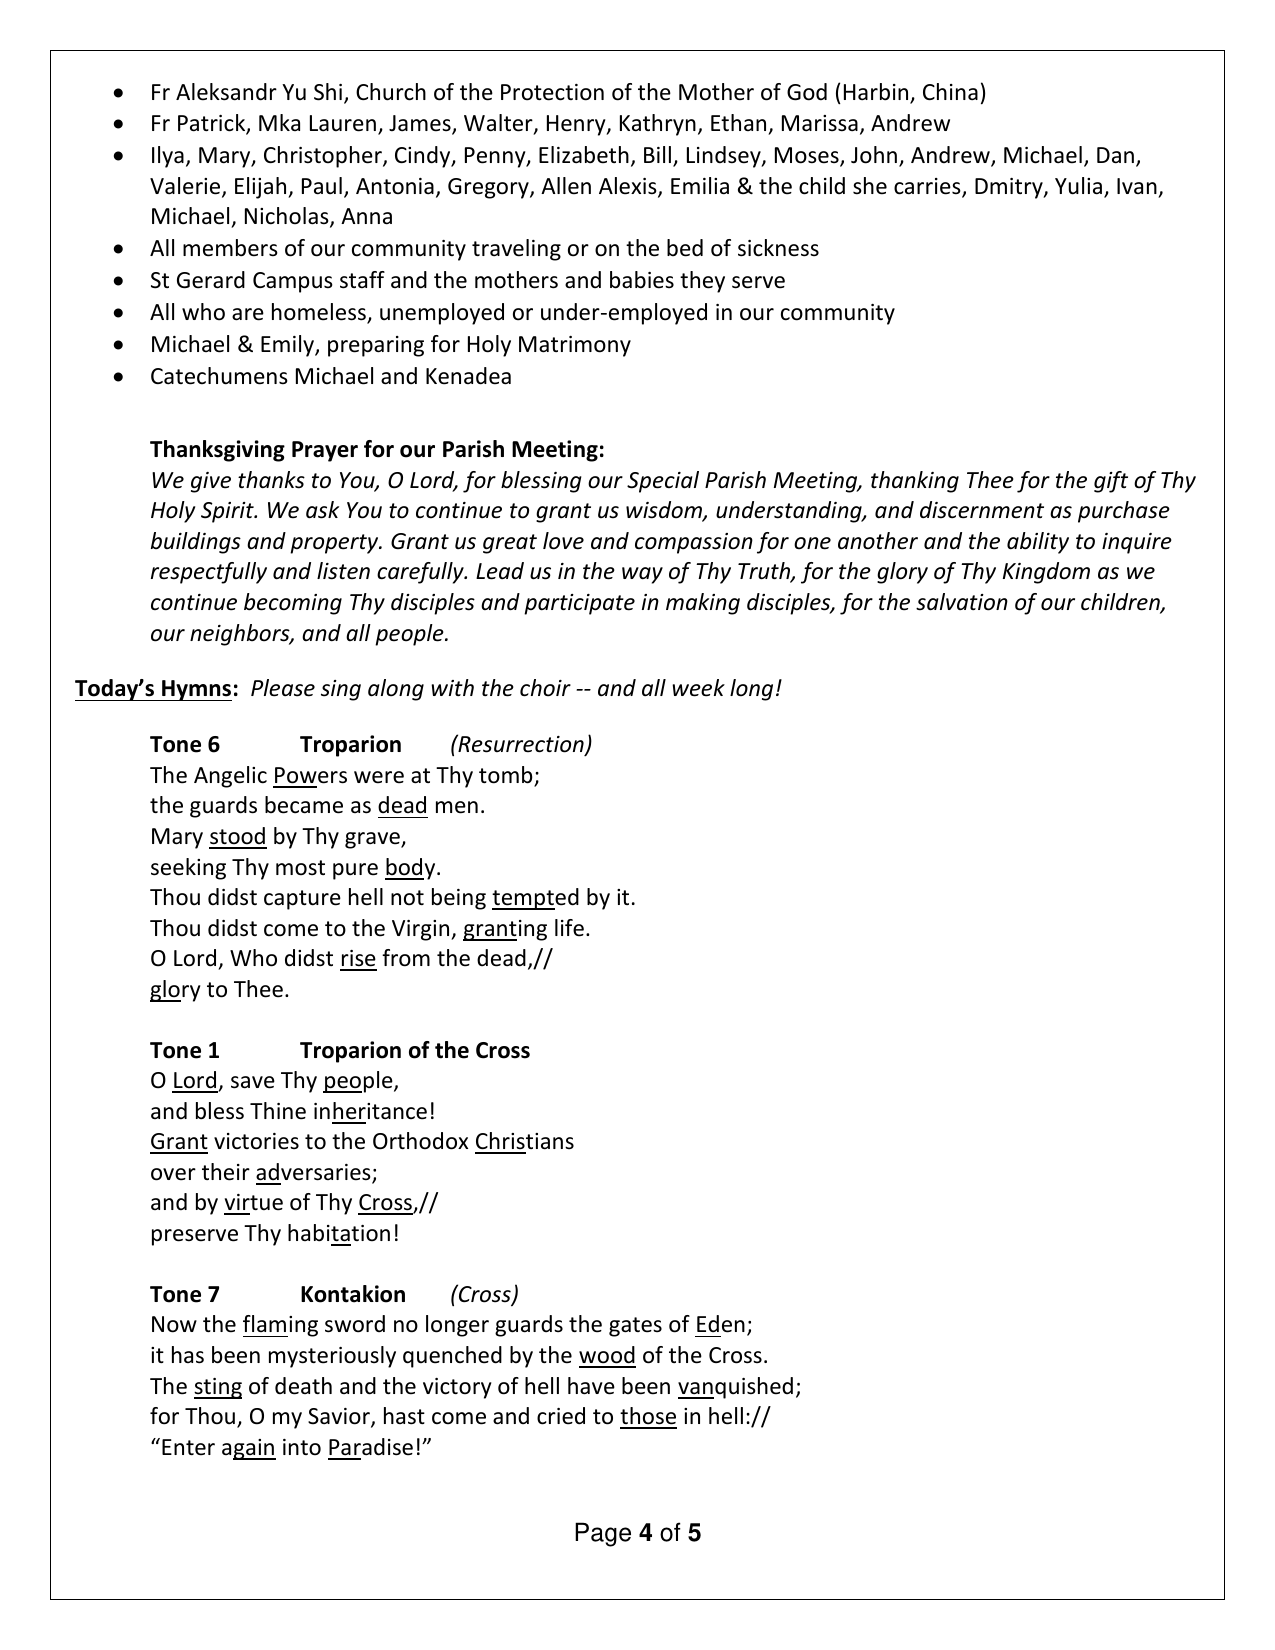 • Fr Aleksandr Yu Shi, Church of the Protection of the Mother of God (Harbin, China)
• Fr Patrick, Mka Lauren, James, Walter, Henry, Kathryn, Ethan, Marissa, Andrew
• Ilya, Mary, Christopher, Cindy, Penny, Elizabeth, Bill, Lindsey, Moses, John, Andrew, Michael, Dan,
Valerie, Elijah, Paul, Antonia, Gregory, Allen Alexis, Emilia & the child she carries, Dmitry, Yulia, Ivan,
Michael, Nicholas, Anna
• All members of our community traveling or on the bed of sickness
• St Gerard Campus staff and the mothers and babies they serve
• All who are homeless, unemployed or under-employed in our community
• Michael & Emily, preparing for Holy Matrimony
• Catechumens Michael and Kenadea
Thanksgiving Prayer for our Parish Meeting:
We give thanks to You, O Lord, for blessing our Special Parish Meeting, thanking Thee for the gift of Thy
Holy Spirit. We ask You to continue to grant us wisdom, understanding, and discernment as purchase
buildings and property. Grant us great love and compassion for one another and the ability to inquire
respectfully and listen carefully. Lead us in the way of Thy Truth, for the glory of Thy Kingdom as we
continue becoming Thy disciples and participate in making disciples, for the salvation of our children,
our neighbors, and all people.
Today's Hymns: Please sing along with the choir -- and all week long!
Tone 6 Troparion (Resurrection)
The Angelic Powers were at Thy tomb;
the guards became as dead men.
Mary stood by Thy grave,
seeking Thy most pure body.
Thou didst capture hell not being tempted by it.
Thou didst come to the Virgin, granting life.
O Lord, Who didst rise from the dead,//
glory to Thee.
Tone 1 Troparion of the Cross
O Lord, save Thy people,
and bless Thine inheritance!
Grant victories to the Orthodox Christians
over their adversaries;
and by virtue of Thy Cross,//
preserve Thy habitation!
Tone 7 Kontakion (Cross)
Now the flaming sword no longer guards the gates of Eden;
it has been mysteriously quenched by the wood of the Cross.
The sting of death and the victory of hell have been vanquished;
for Thou, O my Savior, hast come and cried to those in hell://
“Enter again into Paradise!”
Page 4 of 5